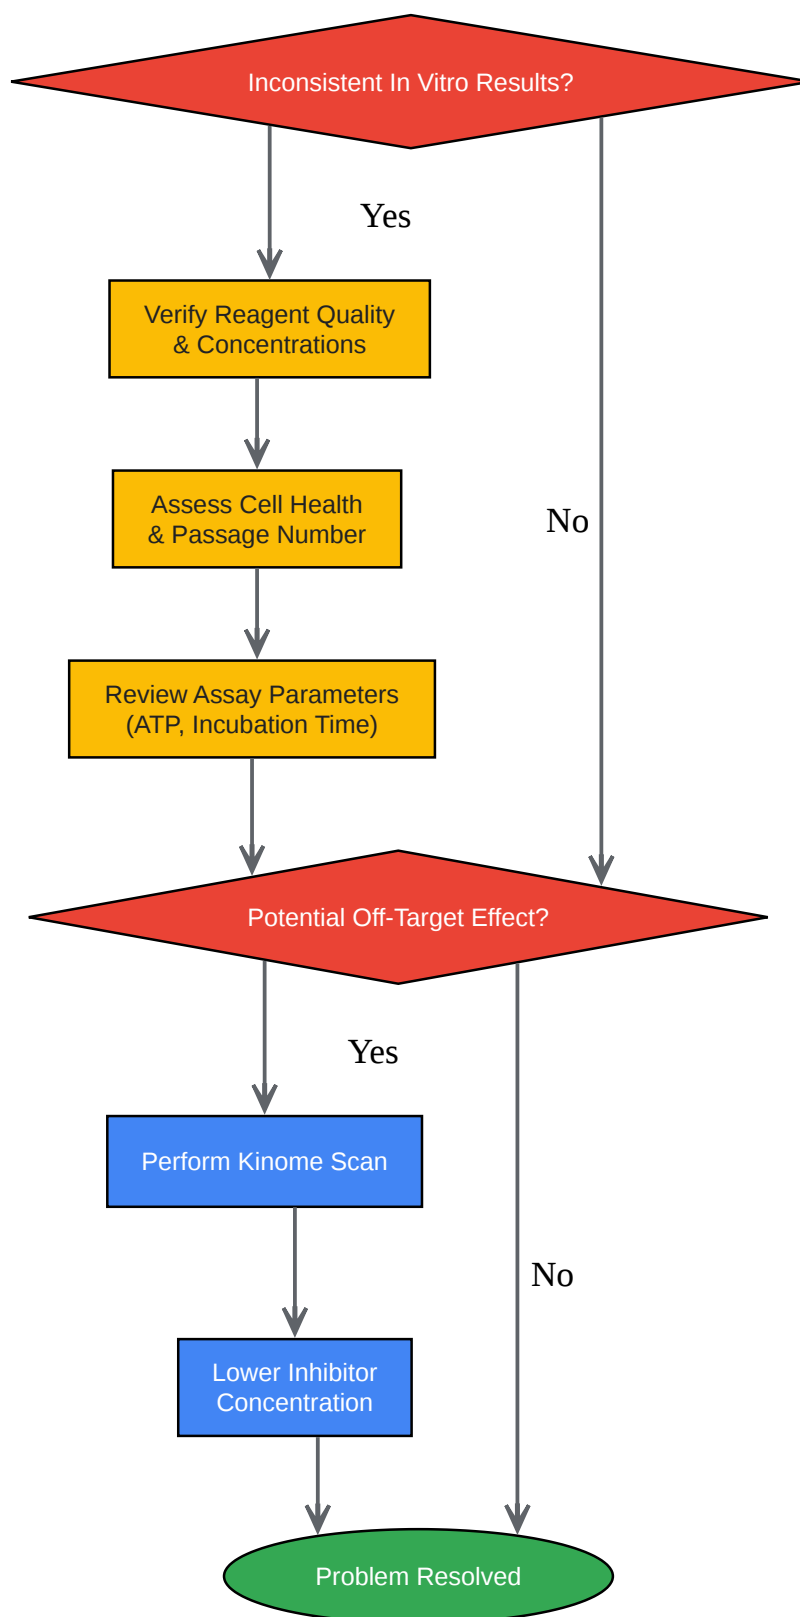 Inconsistent In Vitro Results?
Yes
Verify Reagent Quality
& Concentrations
Assess Cell Health
& Passage Number
No
Review Assay Parameters
(ATP, Incubation Time)
Potential Off-Target Effect?
Yes
Perform Kinome Scan
No
Lower Inhibitor
Concentration
Problem Resolved